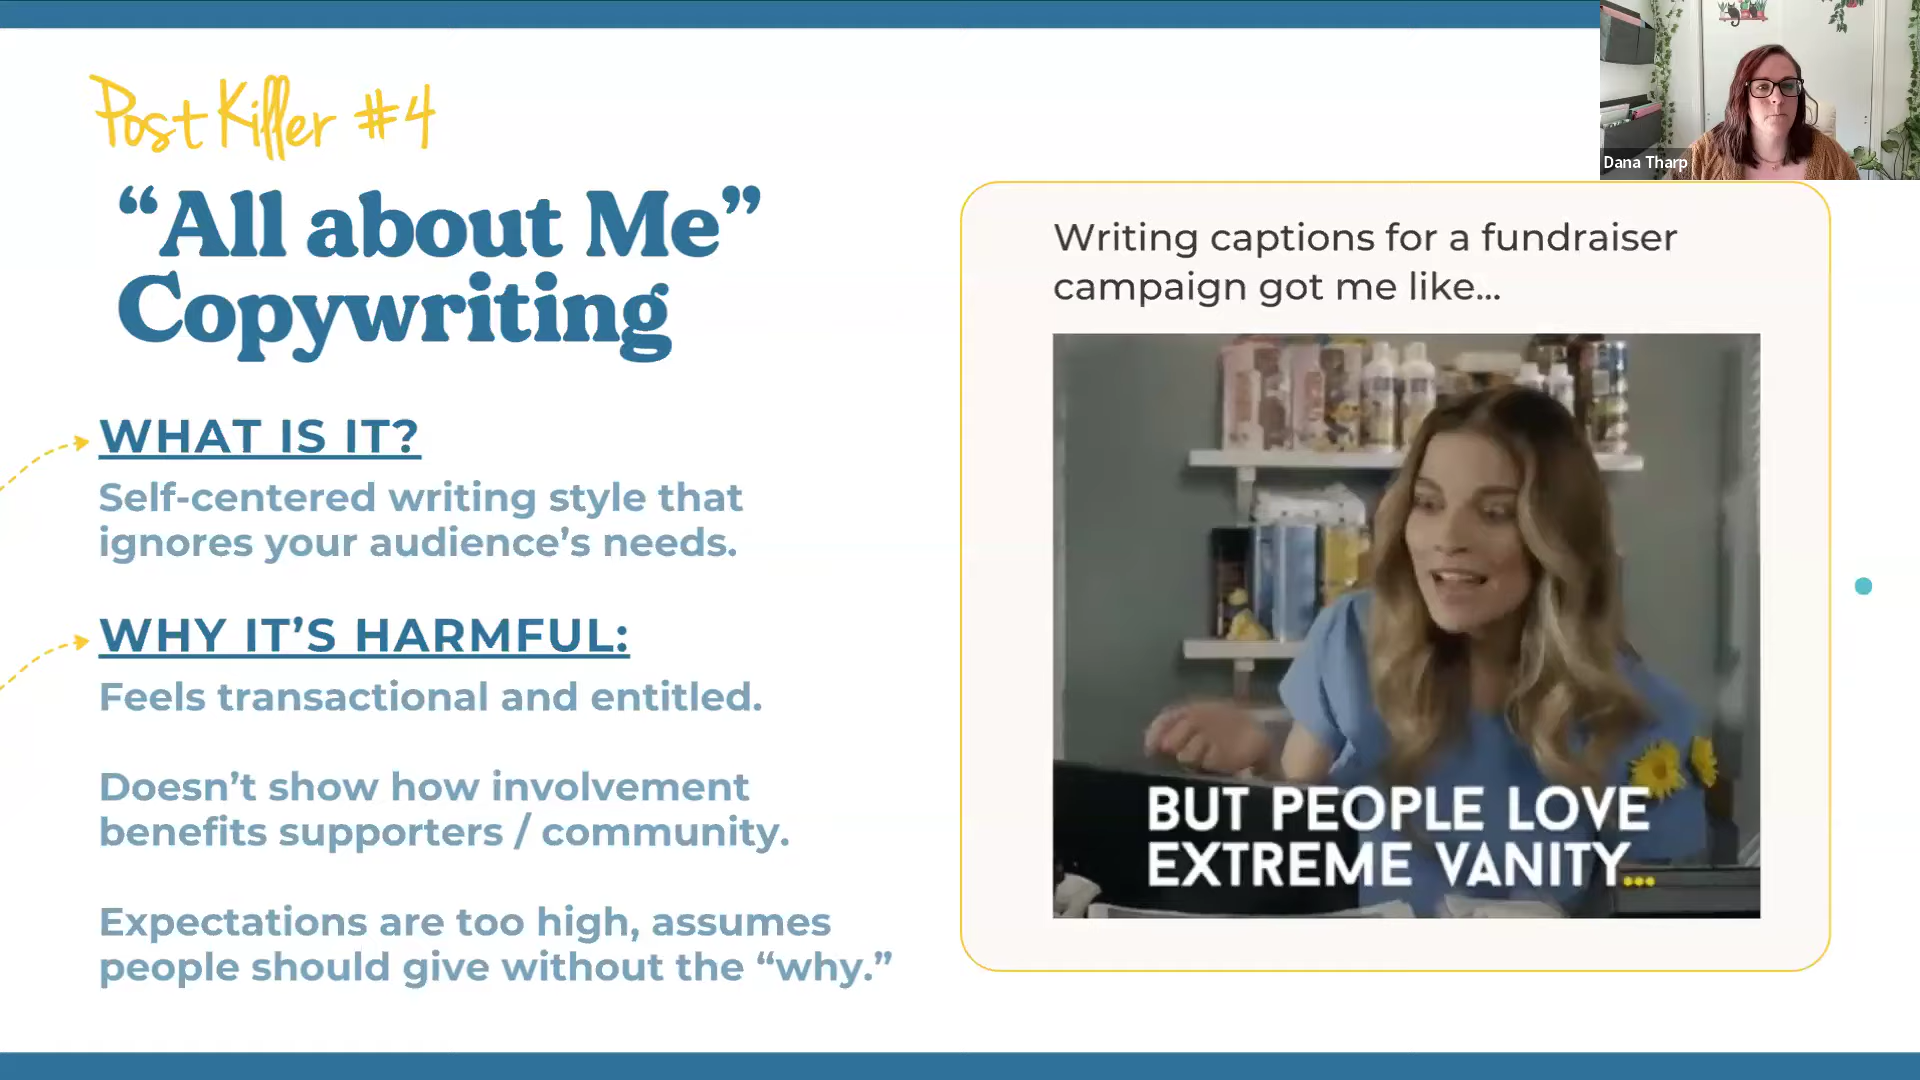 Post Killer #4
“All about Me”
Copywriting
WHAT IS IT?
Self-centered writing style that
ignores your audience’s needs.
WHY IT’S HARMFUL:
Feels transactional and entitled.
Doesn’t show how involvement
benefits supporters / community.
Expectations are too high, assumes
people should give without the “why.”
Writing captions for a fundraiser
campaign got me like...
BUT PEOPLE LOVE
EXTREME VANITY...
Dana Tharp